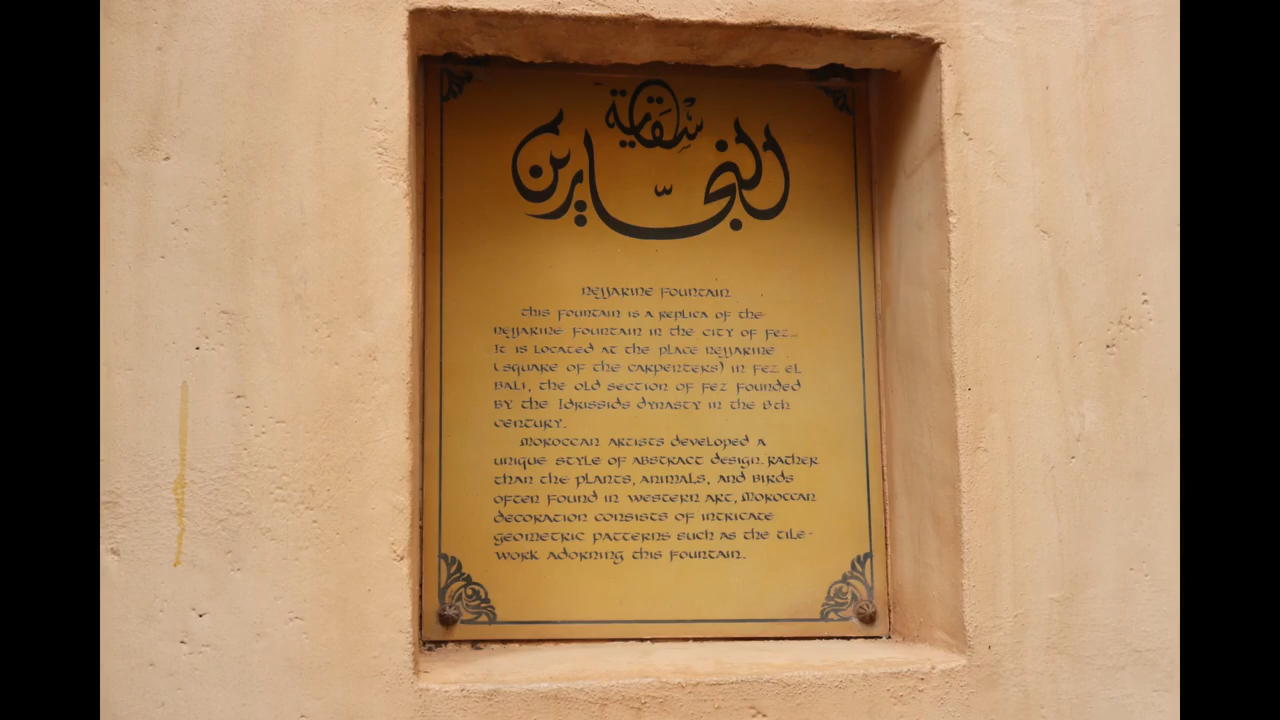 سقاية
النجارين
Nejjarine Fountain
This fountain is a replica of the
Nejjarine Fountain in the city of Fez.
It is located at the Place Nejjarine
(Square of the Carpenters) in Fez El
Bali, the old section of Fez founded
by the Idrissids dynasty in the 8th
century.
Moroccan artists developed a
unique style of abstract design. Rather
than the plants, animals, and birds
often found in western art, Moroccan
decoration consists of intricate
geometric patterns such as the tile-
work adorning this fountain.